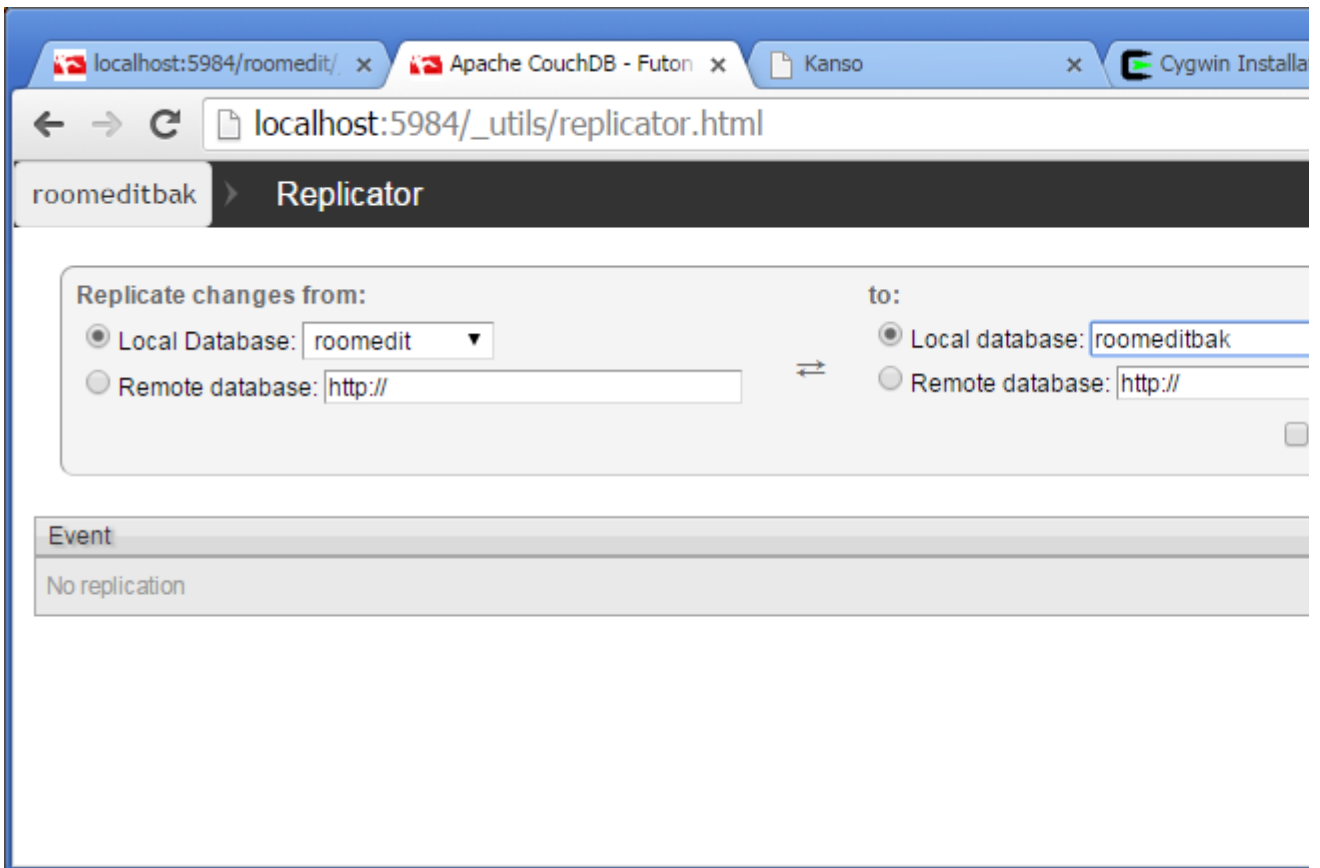 localhost:5984/roomedit/ Apache CouchDB - Futon Kanso Cygwin Installa
localhost:5984/_utils/replicator.html
roomeditbak Replicator
Replicate changes from: to:
Local Database: roomedit Local database: roomeditbak
Remote database: http:// Remote database: http://
Event
No replication